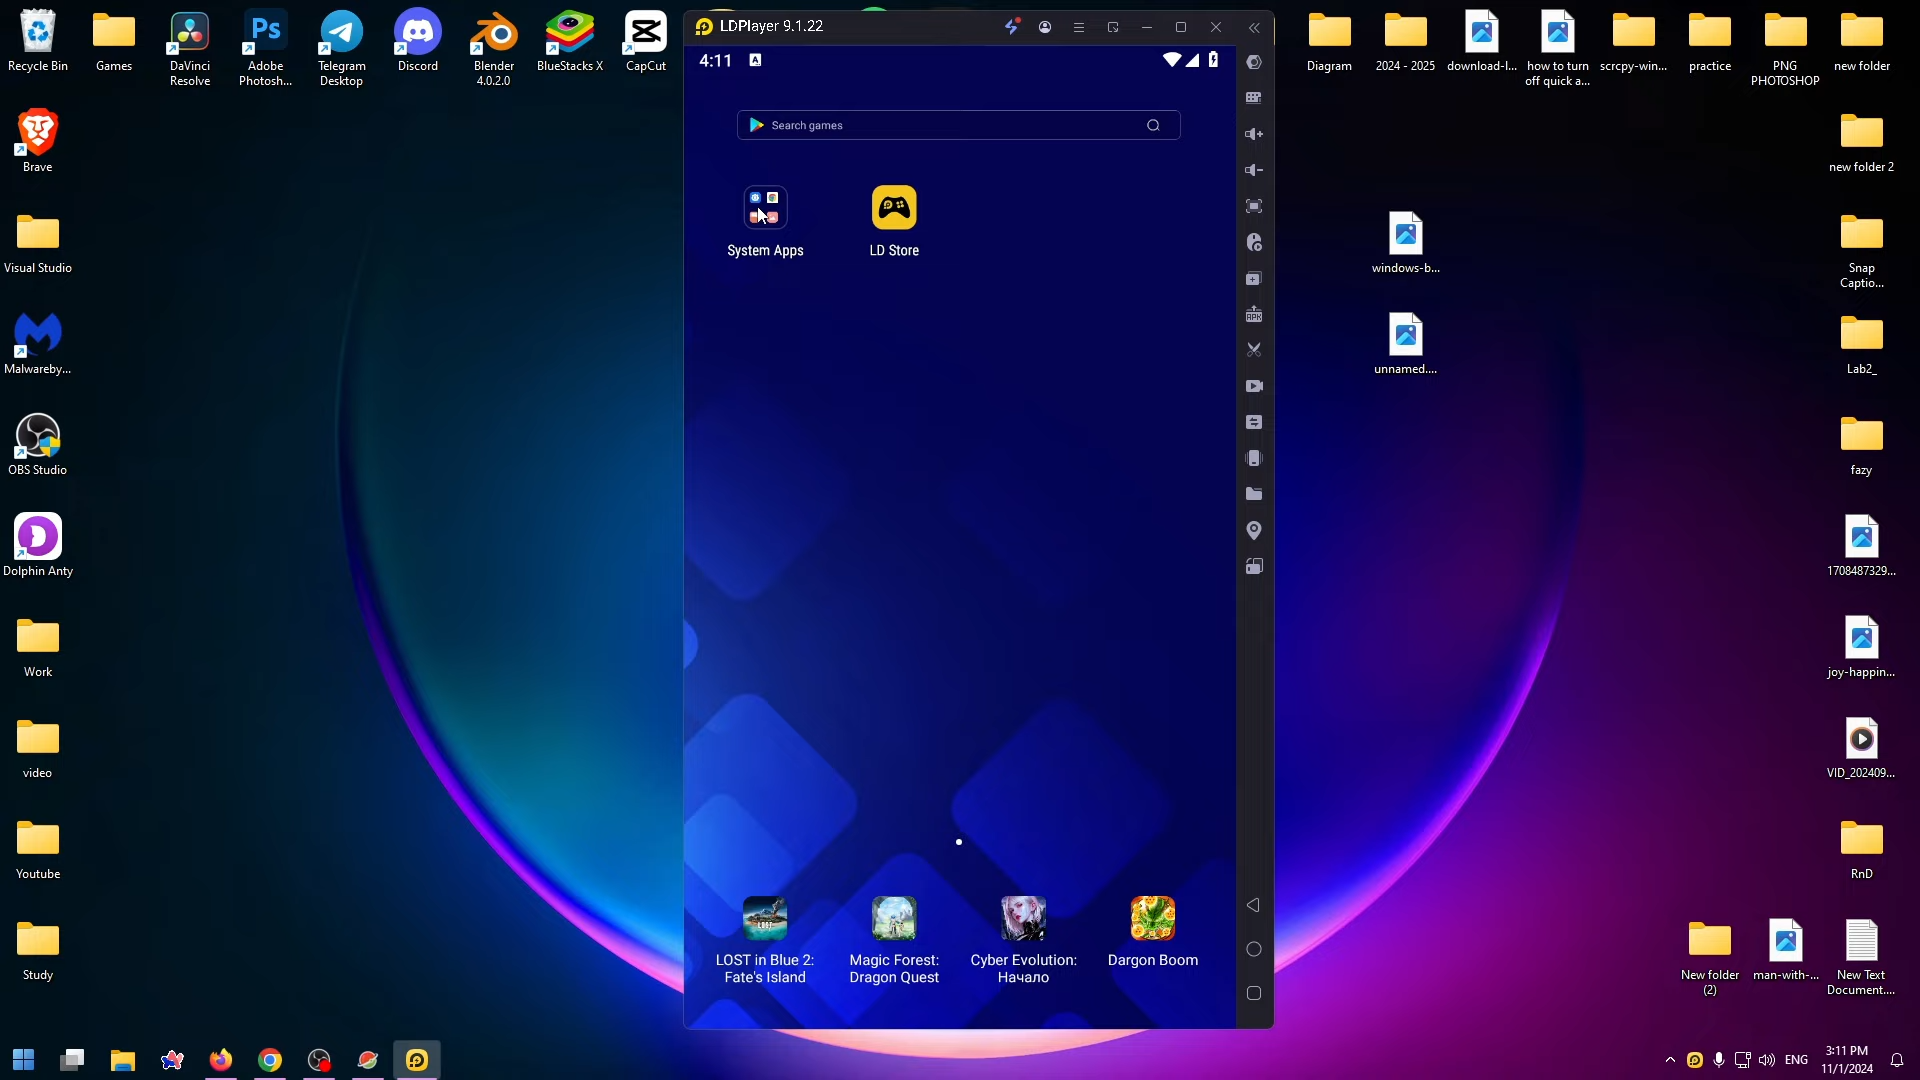 Recycle Bin
Games
DaVinci
Resolve
Adobe
Photosh...
Telegram
Desktop
Discord
Blender
4.0.2.0
BlueStacks X
CapCut
Brave
Visual Studio
Malwareby...
OBS Studio
Dolphin Anty
Work
video
Youtube
Study
LDPlayer 9.1.22
4:11
Search games
System Apps
LD Store
APK
LOST in Blue 2:
Fate's Island
Magic Forest:
Dragon Quest
Cyber Evolution:
Начало
Dargon Boom
Diagram
2024 - 2025
download-l...
how to turn
off quick a...
scrcpy-win...
practice
PNG
PHOTOSHOP
new folder
new folder 2
windows-b...
Snap
Captio...
unnamed....
Lab2_
fazy
1708487329...
joy-happin...
VID_202409...
RnD
New folder
(2)
man-with-...
New Text
Document....
ENG
3:11 PM
11/1/2024